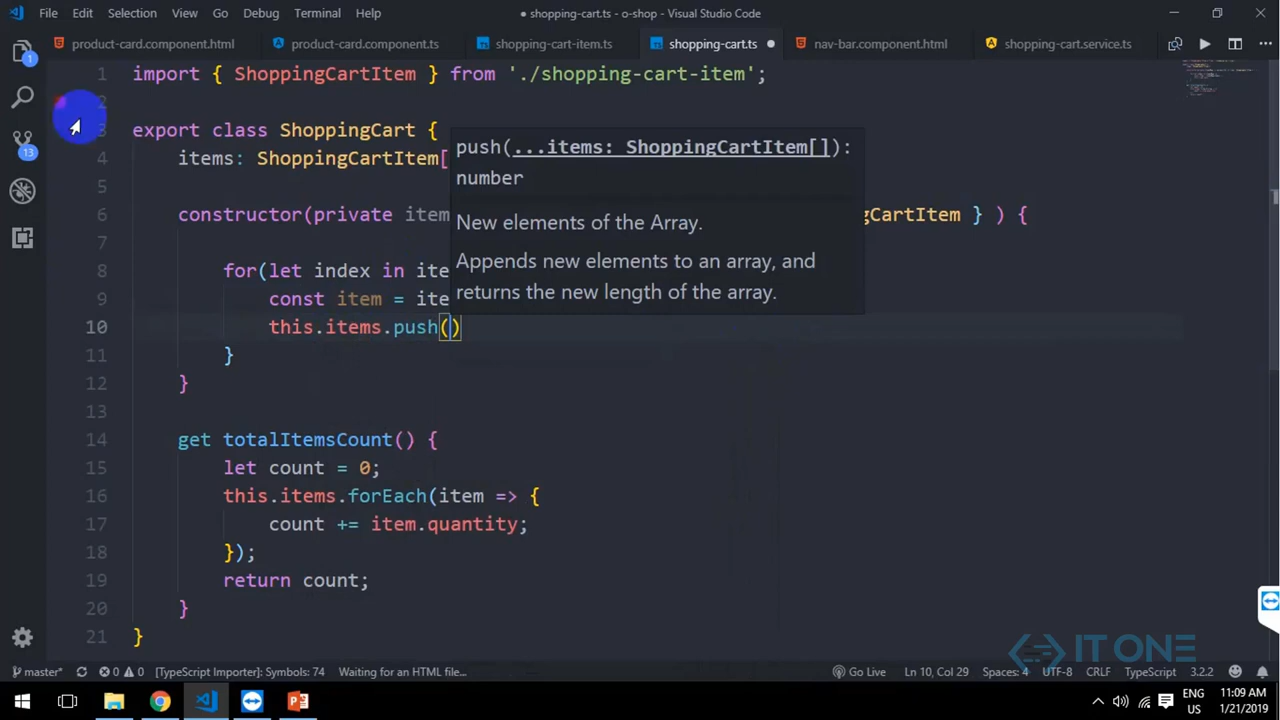 File Edit Selection View Go Debug Terminal Help
● shopping-cart.ts - o-shop - Visual Studio Code
product-card.component.html product-card.component.ts shopping-cart-item.ts shopping-cart.ts nav-bar.component.html shopping-cart.service.ts
1 import { ShoppingCartItem } from './shopping-cart-item';
2
3 export class ShoppingCart {
4 items: ShoppingCartItem[
5
6 constructor(private item gCartItem } ) {
7
8 for(let index in ite
9 const item = ite
10 this.items.push()
11 }
12 }
13
14 get totalItemsCount() {
15 let count = 0;
16 this.items.forEach(item => {
17 count += item.quantity;
18 });
19 return count;
20 }
21 }
push(...items: ShoppingCartItem[]):
number
New elements of the Array.
Appends new elements to an array, and
returns the new length of the array.
1
13
IT ONE
master* 0 0 [TypeScript Importer]: Symbols: 74 Waiting for an HTML file... Go Live Ln 10, Col 29 Spaces: 4 UTF-8 CRLF TypeScript 3.2.2
ENG
US
11:09 AM
1/21/2019